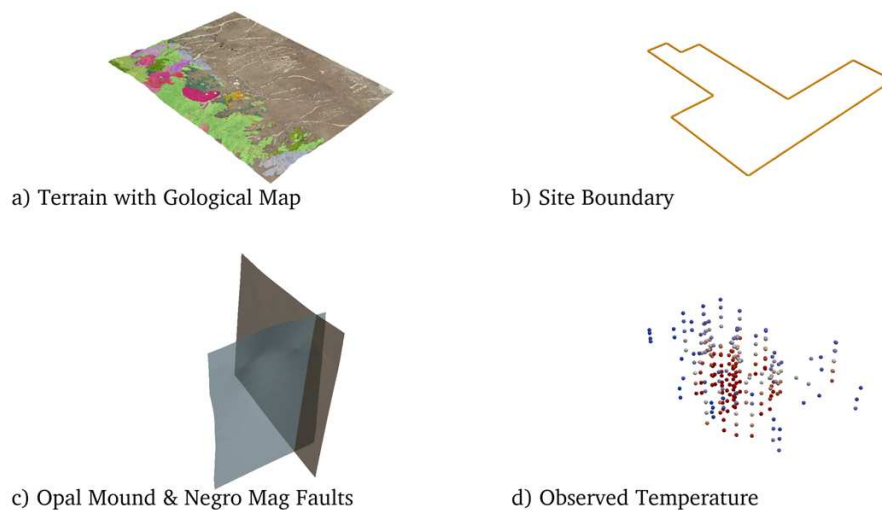 a) Terrain with Gological Map
b) Site Boundary
c) Opal Mound & Negro Mag Faults
d) Observed Temperature